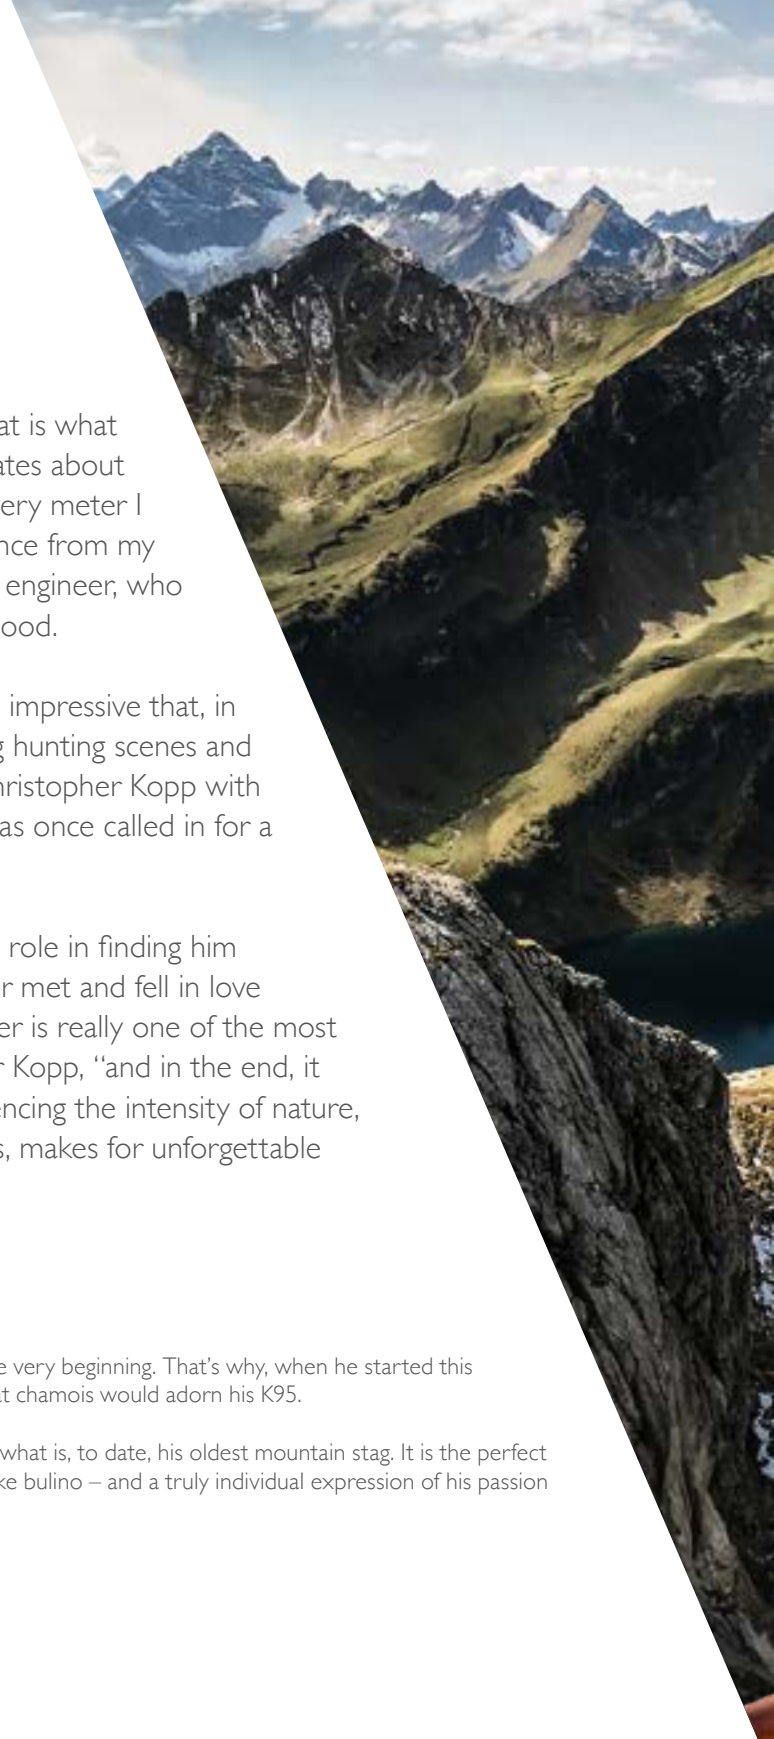 at is what
ates about
ery meter I
nce from my
engineer, who
ood.
impressive that, in
g hunting scenes and
hristopher Kopp with
as once called in for a
role in finding him
r met and fell in love
er is really one of the most
r Kopp, “and in the end, it
encing the intensity of nature,
s, makes for unforgettable
e very beginning. That’s why, when he started this
at chamois would adorn his K95.
what is, to date, his oldest mountain stag. It is the perfect
ke bulino – and a truly individual expression of his passion